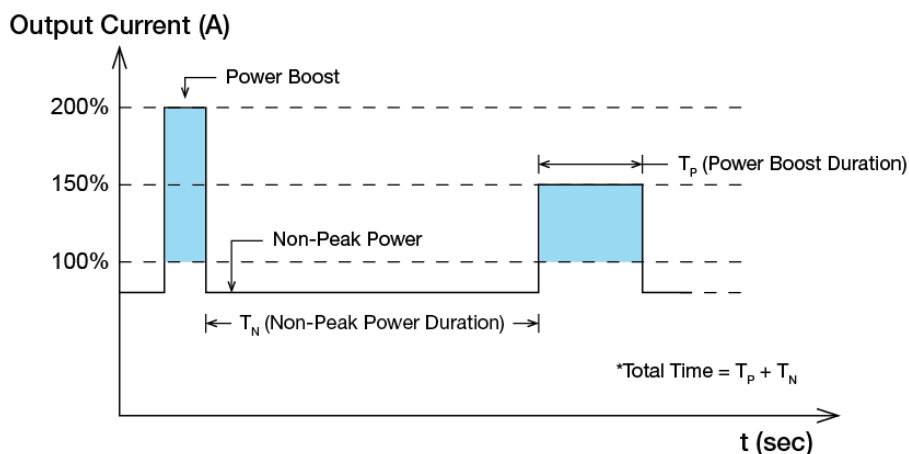 Output Current (A)
Power Boost
200%
T_P (Power Boost Duration)
150%
Non-Peak Power
100%
T_N (Non-Peak Power Duration)
*Total Time = T_P + T_N
t (sec)